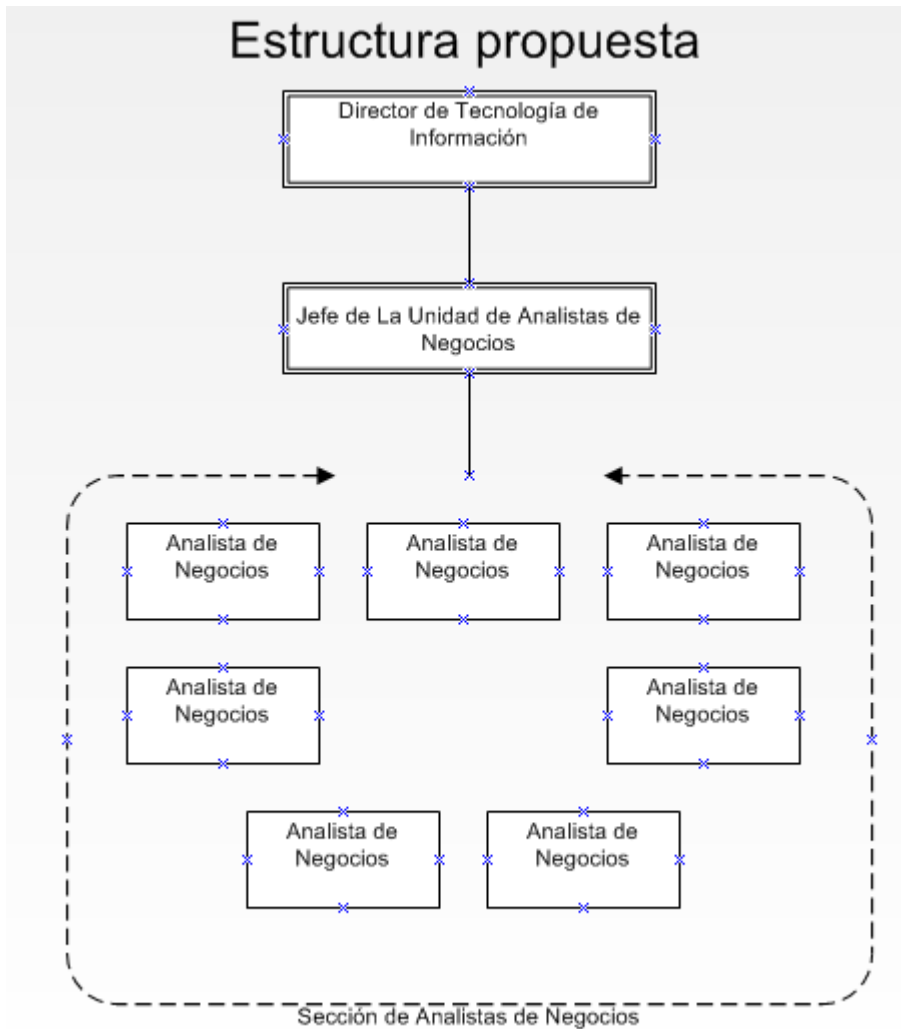 Estructura propuesta
Director de Tecnología de
Información
Jefe de La Unidad de Analistas de
Negocios
Analista de
Negocios
Analista de
Negocios
Analista de
Negocios
Analista de
Negocios
Analista de
Negocios
Analista de
Negocios
Analista de
Negocios
Sección de Analistas de Negocios